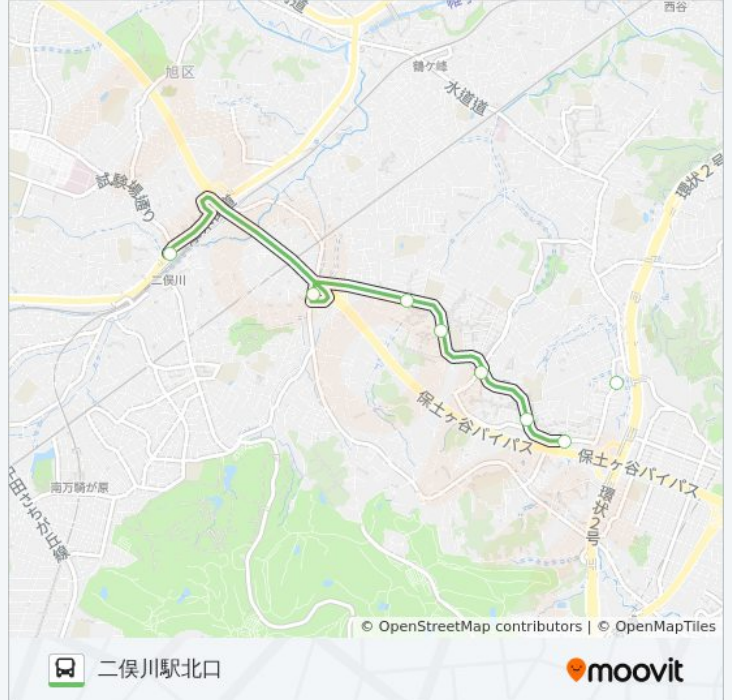 西谷
旭区
鶴ケ峰
水道道
環状2号
試験場通り
二俣川
保土ヶ谷バイパス
保土ヶ谷バイパス
南万騎が原
環状2号
© OpenStreetMap contributors | © OpenMapTiles
二俣川駅北口
moovit